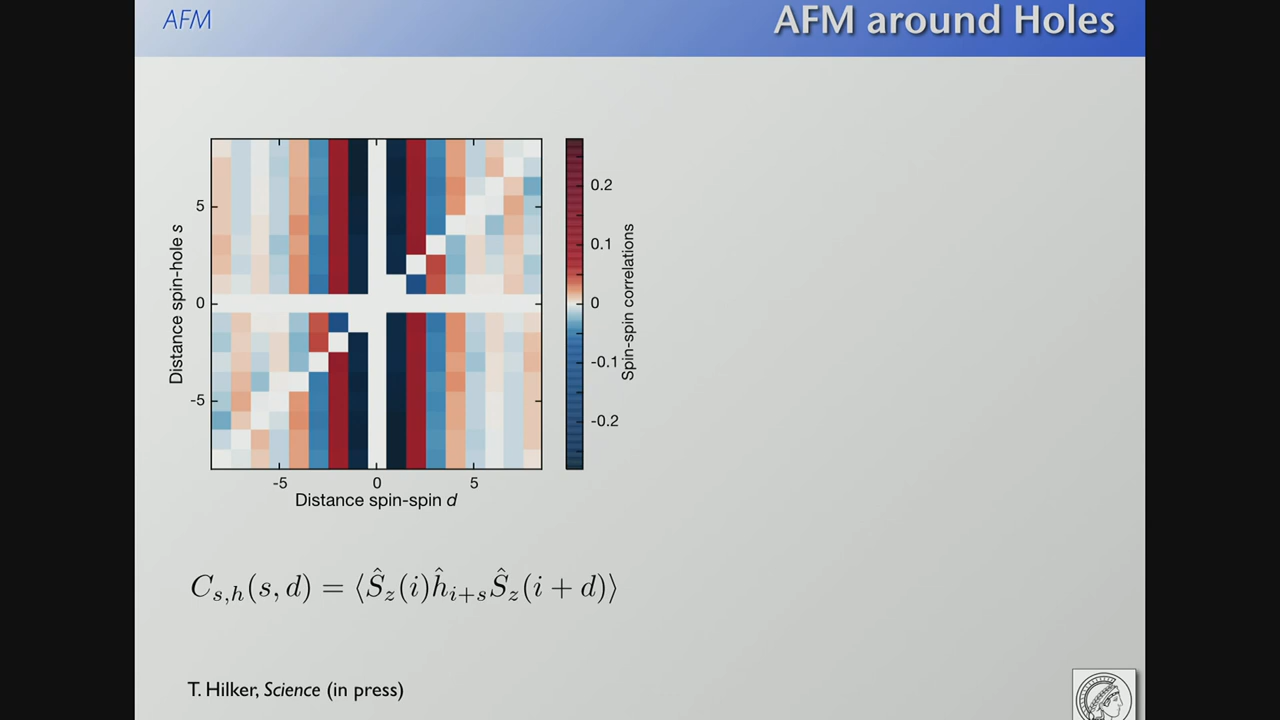 AFM
AFM around Holes
Distance spin-hole s
5
0
-5
-5
0
5
Distance spin-spin d
0.2
0.1
0
-0.1
-0.2
Spin-spin correlations
C_{s,h}(s, d) = ⟨Ŝ_z(i)ĥ_{i+s}Ŝ_z(i + d)⟩
T. Hilker, Science (in press)